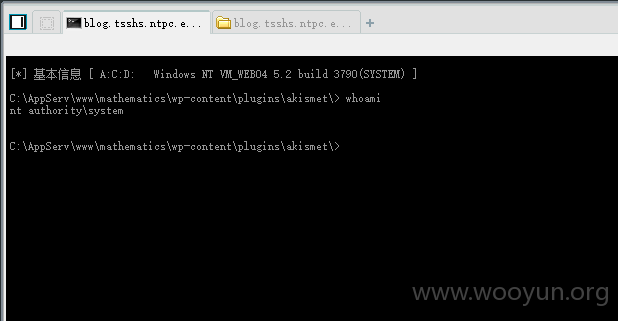 blog.tsshs.ntpc.e... blog.tsshs.ntpc.e... +
[*] 基本信息 [ A:C:D: Windows NT VM_WEB04 5.2 build 3790(SYSTEM) ]
C:\AppServ\www\mathematics\wp-content\plugins\akismet\> whoami
nt authority\system
C:\AppServ\www\mathematics\wp-content\plugins\akismet\>
www.wooyun.org